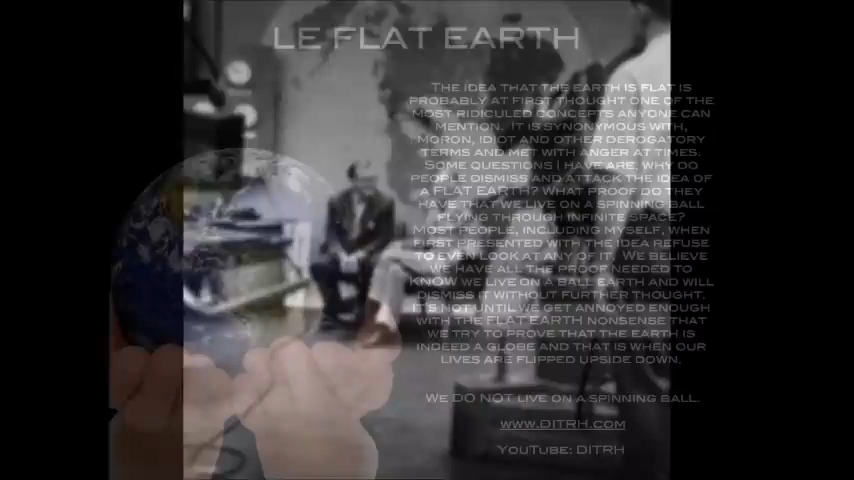 LE FLAT EARTH
THE IDEA THAT THE EARTH IS FLAT IS
PROBABLY AT FIRST THOUGHT ONE OF THE
MOST RIDICULED CONCEPTS ANYONE CAN
MENTION. IT IS SYNONYMOUS WITH,
MORON, IDIOT AND OTHER DEROGATORY
TERMS AND MET WITH ANGER AT TIMES.
SOME QUESTIONS I HAVE ARE, WHY DO
PEOPLE DISMISS AND ATTACK THE IDEA OF
A FLAT EARTH? WHAT PROOF DO THEY
HAVE THAT WE LIVE ON A SPINNING BALL
FLYING THROUGH INFINITE SPACE?
MOST PEOPLE, INCLUDING MYSELF, WHEN
FIRST PRESENTED WITH THE IDEA REFUSE
TO EVEN LOOK AT ANY OF IT. WE BELIEVE
WE HAVE ALL THE PROOF NEEDED TO
KNOW WE LIVE ON A BALL EARTH AND WILL
DISMISS IT WITHOUT FURTHER THOUGHT.
IT'S NOT UNTIL WE GET ANNOYED ENOUGH
WITH THE FLAT EARTH NONSENSE THAT
WE TRY TO PROVE THAT THE EARTH IS
INDEED A GLOBE AND THAT IS WHEN OUR
LIVES ARE FLIPPED UPSIDE DOWN.
WE DO NOT LIVE ON A SPINNING BALL.
WWW.DITRH.COM
YOUTUBE: DITRH